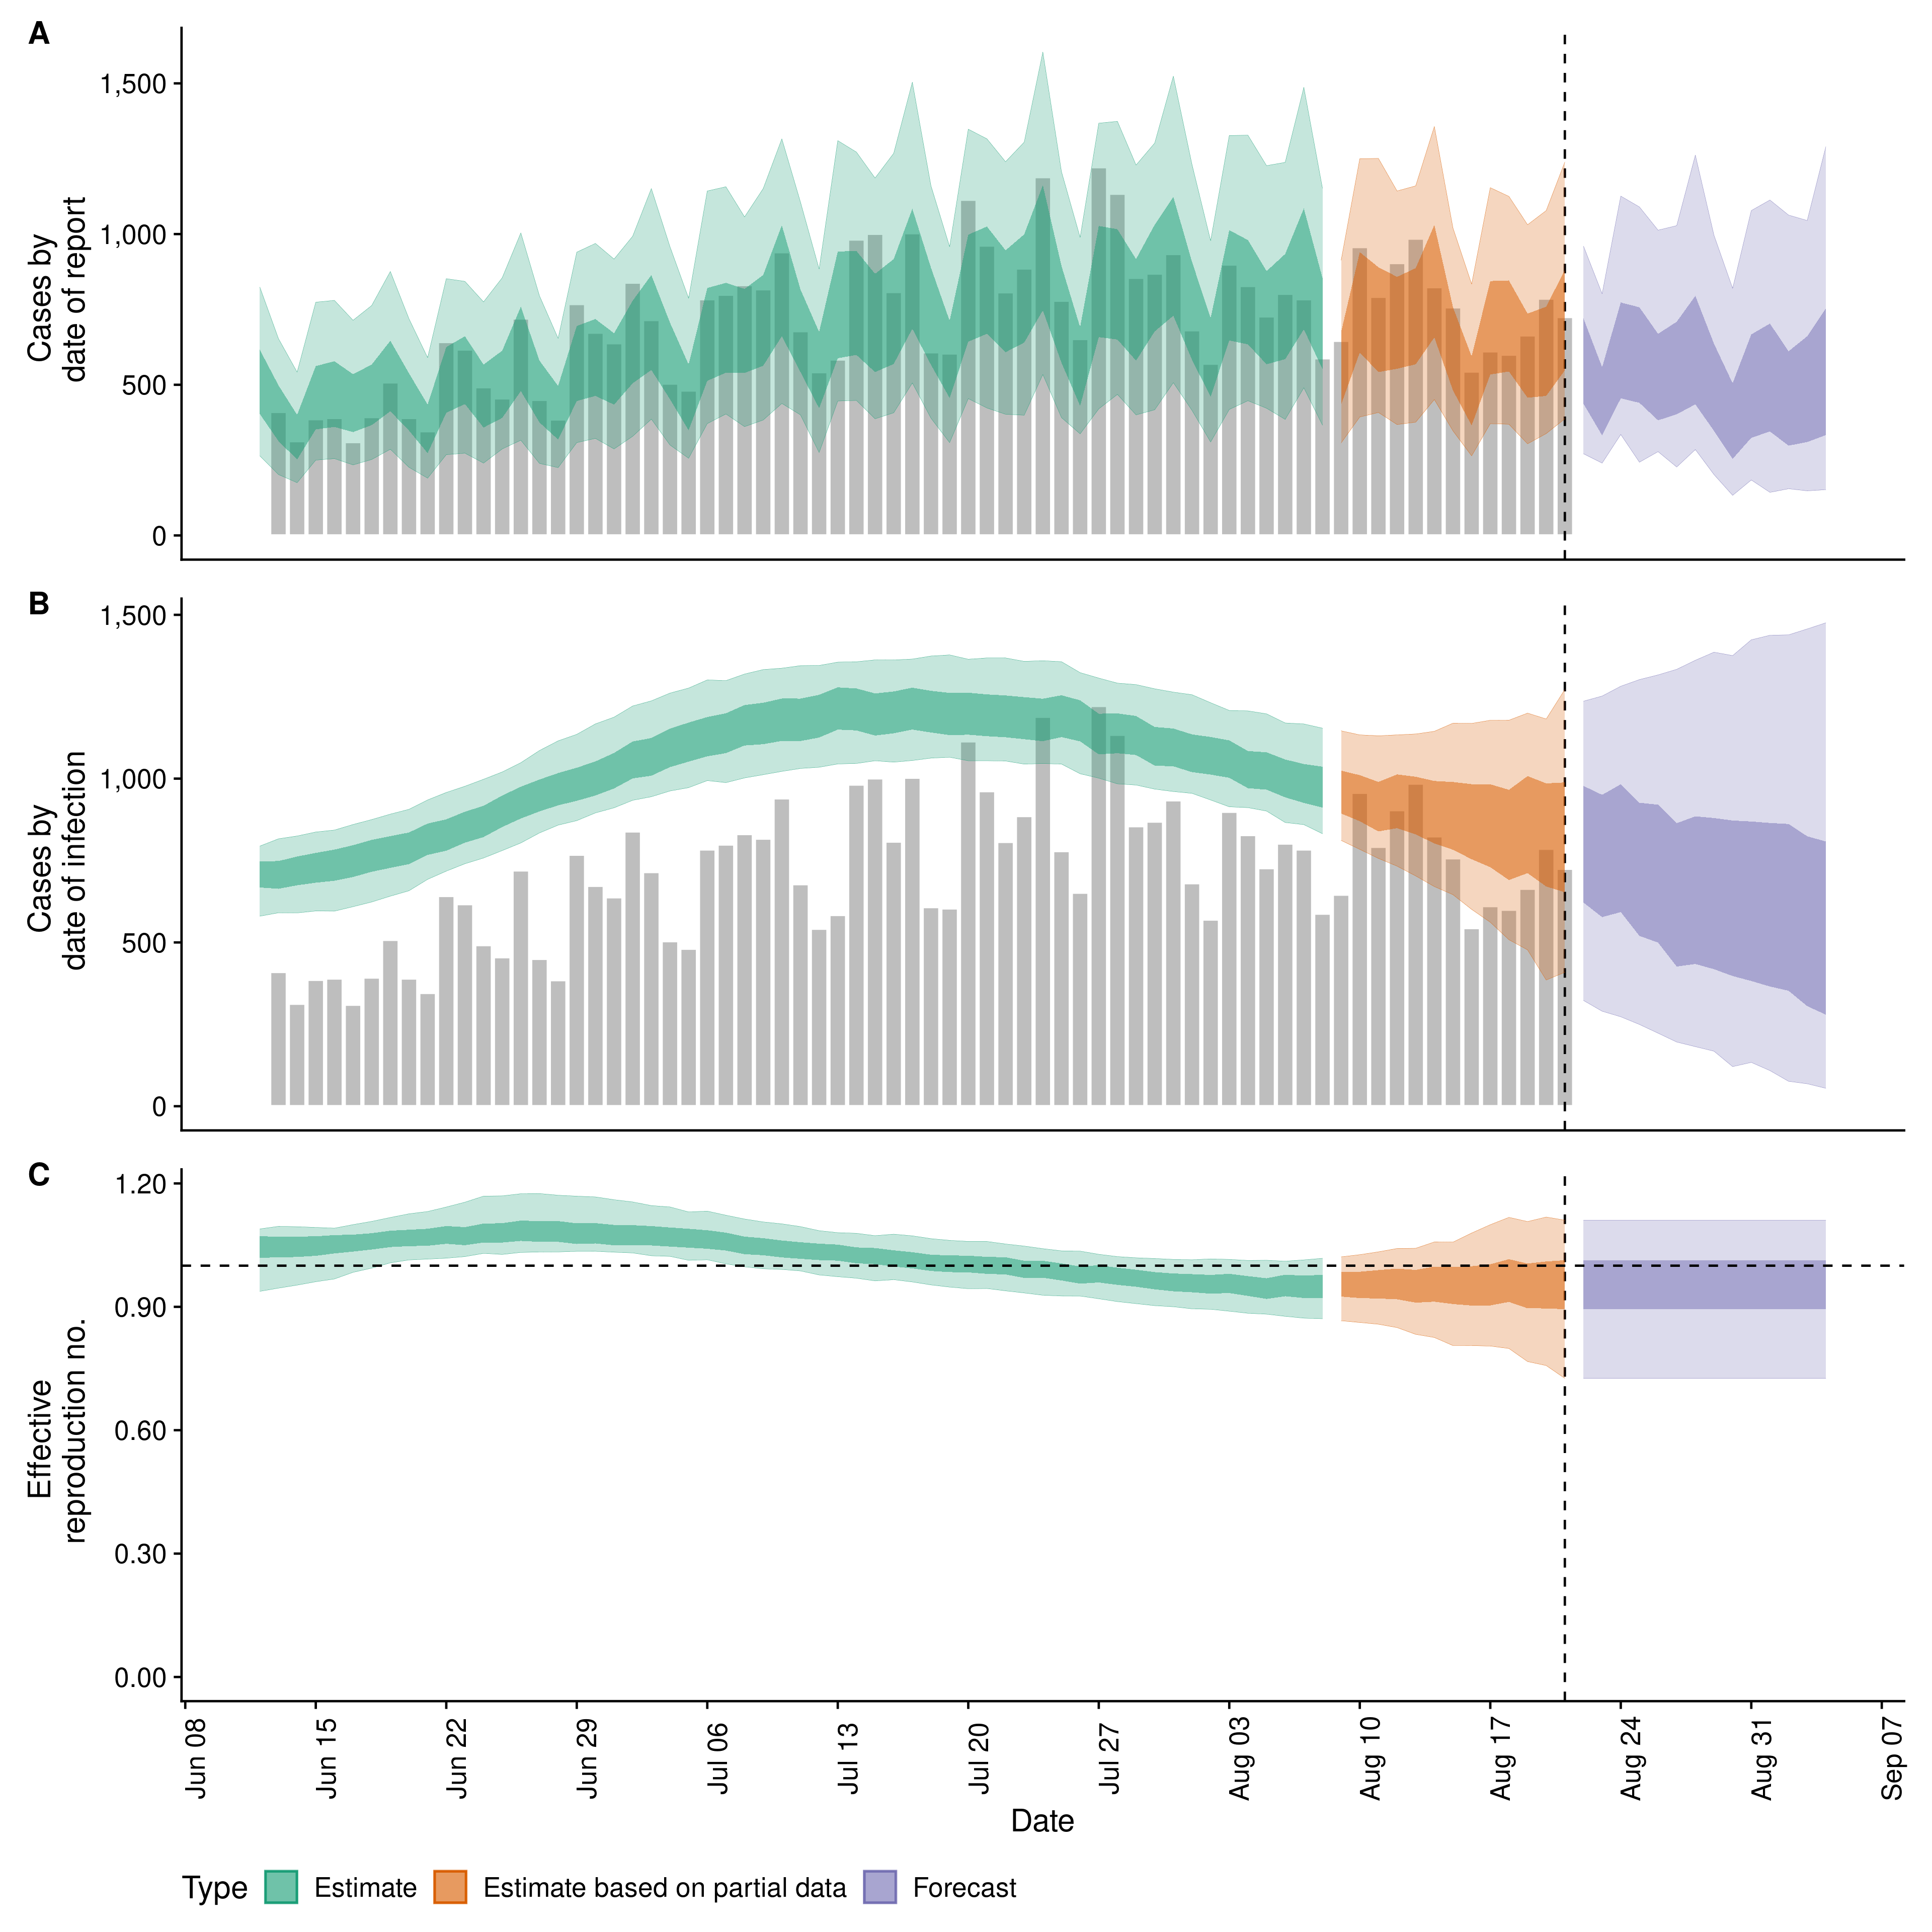 A
Cases by
date of report
1,500
1,000
500
0
B
Cases by
date of infection
1,500
1,000
500
0
C
Effective
reproduction no.
1.20
0.90
0.60
0.30
0.00
Jun 08
Jun 15
Jun 22
Jun 29
Jul 06
Jul 13
Jul 20
Jul 27
Aug 03
Aug 10
Aug 17
Aug 24
Aug 31
Sep 07
Date
Type Estimate Estimate based on partial data Forecast